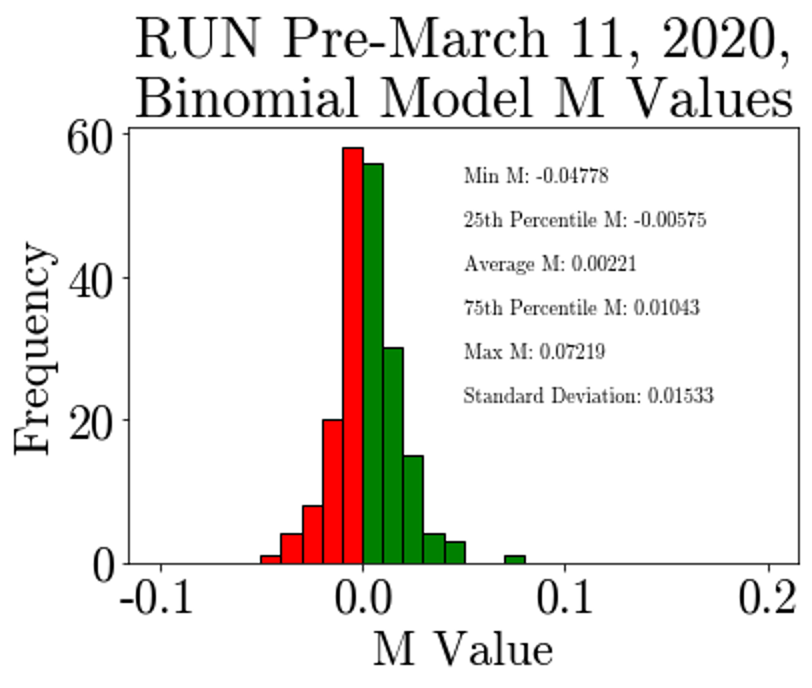 RUN Pre-March 11, 2020,
Binomial Model M Values
60
Min M: -0.04778
25th Percentile M: -0.00575
Average M: 0.00221
40
75th Percentile M: 0.01043
Max M: 0.07219
Standard Deviation: 0.01533
20
0
Frequency
-0.1 0.0 0.1 0.2
M Value